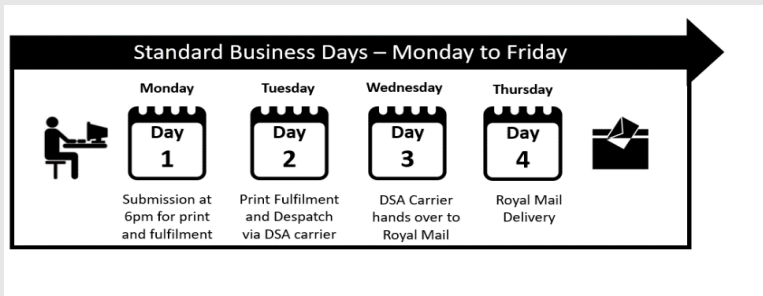 Standard Business Days – Monday to Friday
Monday
Tuesday
Wednesday
Thursday
Day
1
Day
2
Day
3
Day
4
Submission at
6pm for print
and fulfilment
Print Fulfilment
and Despatch
via DSA carrier
DSA Carrier
hands over to
Royal Mail
Royal Mail
Delivery